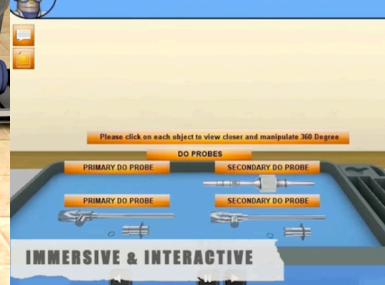 Please click on each object to view closer and manipulate 360 Degree
DO PROBES
PRIMARY DO PROBE
SECONDARY DO PROBE
PRIMARY DO PROBE
SECONDARY DO PROBE
IMMERSIVE & INTERACTIVE